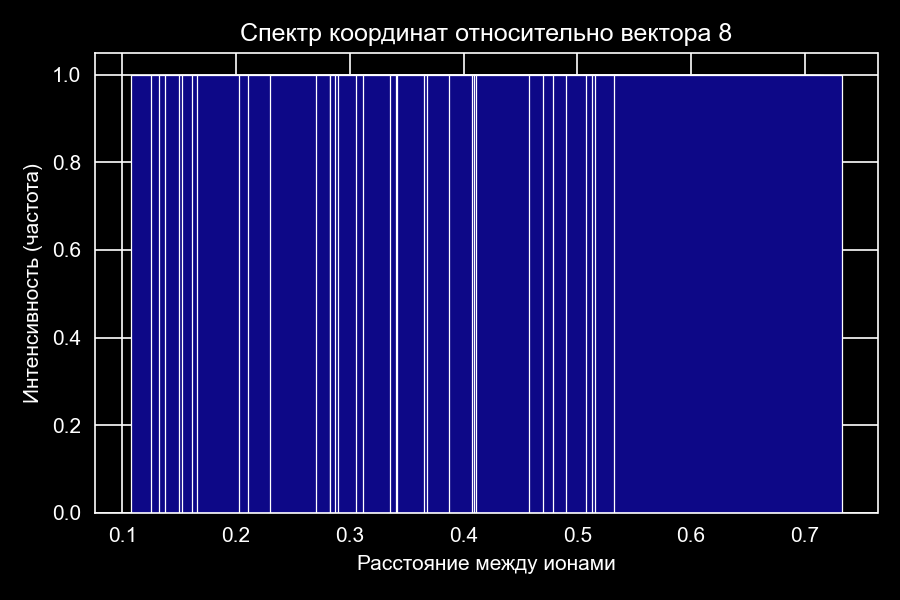 Спектр координат относительно вектора 8
Интенсивность (частота)
1.0
0.8
0.6
0.4
0.2
0.0
0.1 0.2 0.3 0.4 0.5 0.6 0.7
Расстояние между ионами